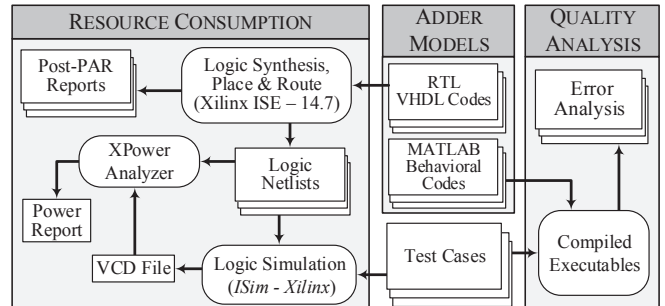 RESOURCE CONSUMPTION
ADDER
MODELS
QUALITY
ANALYSIS
Post-PAR
Reports
Logic Synthesis,
Place & Route
(Xilinx ISE – 14.7)
RTL
VHDL Codes
Error
Analysis
XPower
Analyzer
Logic
Netlists
MATLAB
Behavioral
Codes
Power
Report
VCD File
Logic Simulation
(ISim - Xilinx)
Test Cases
Compiled
Executables